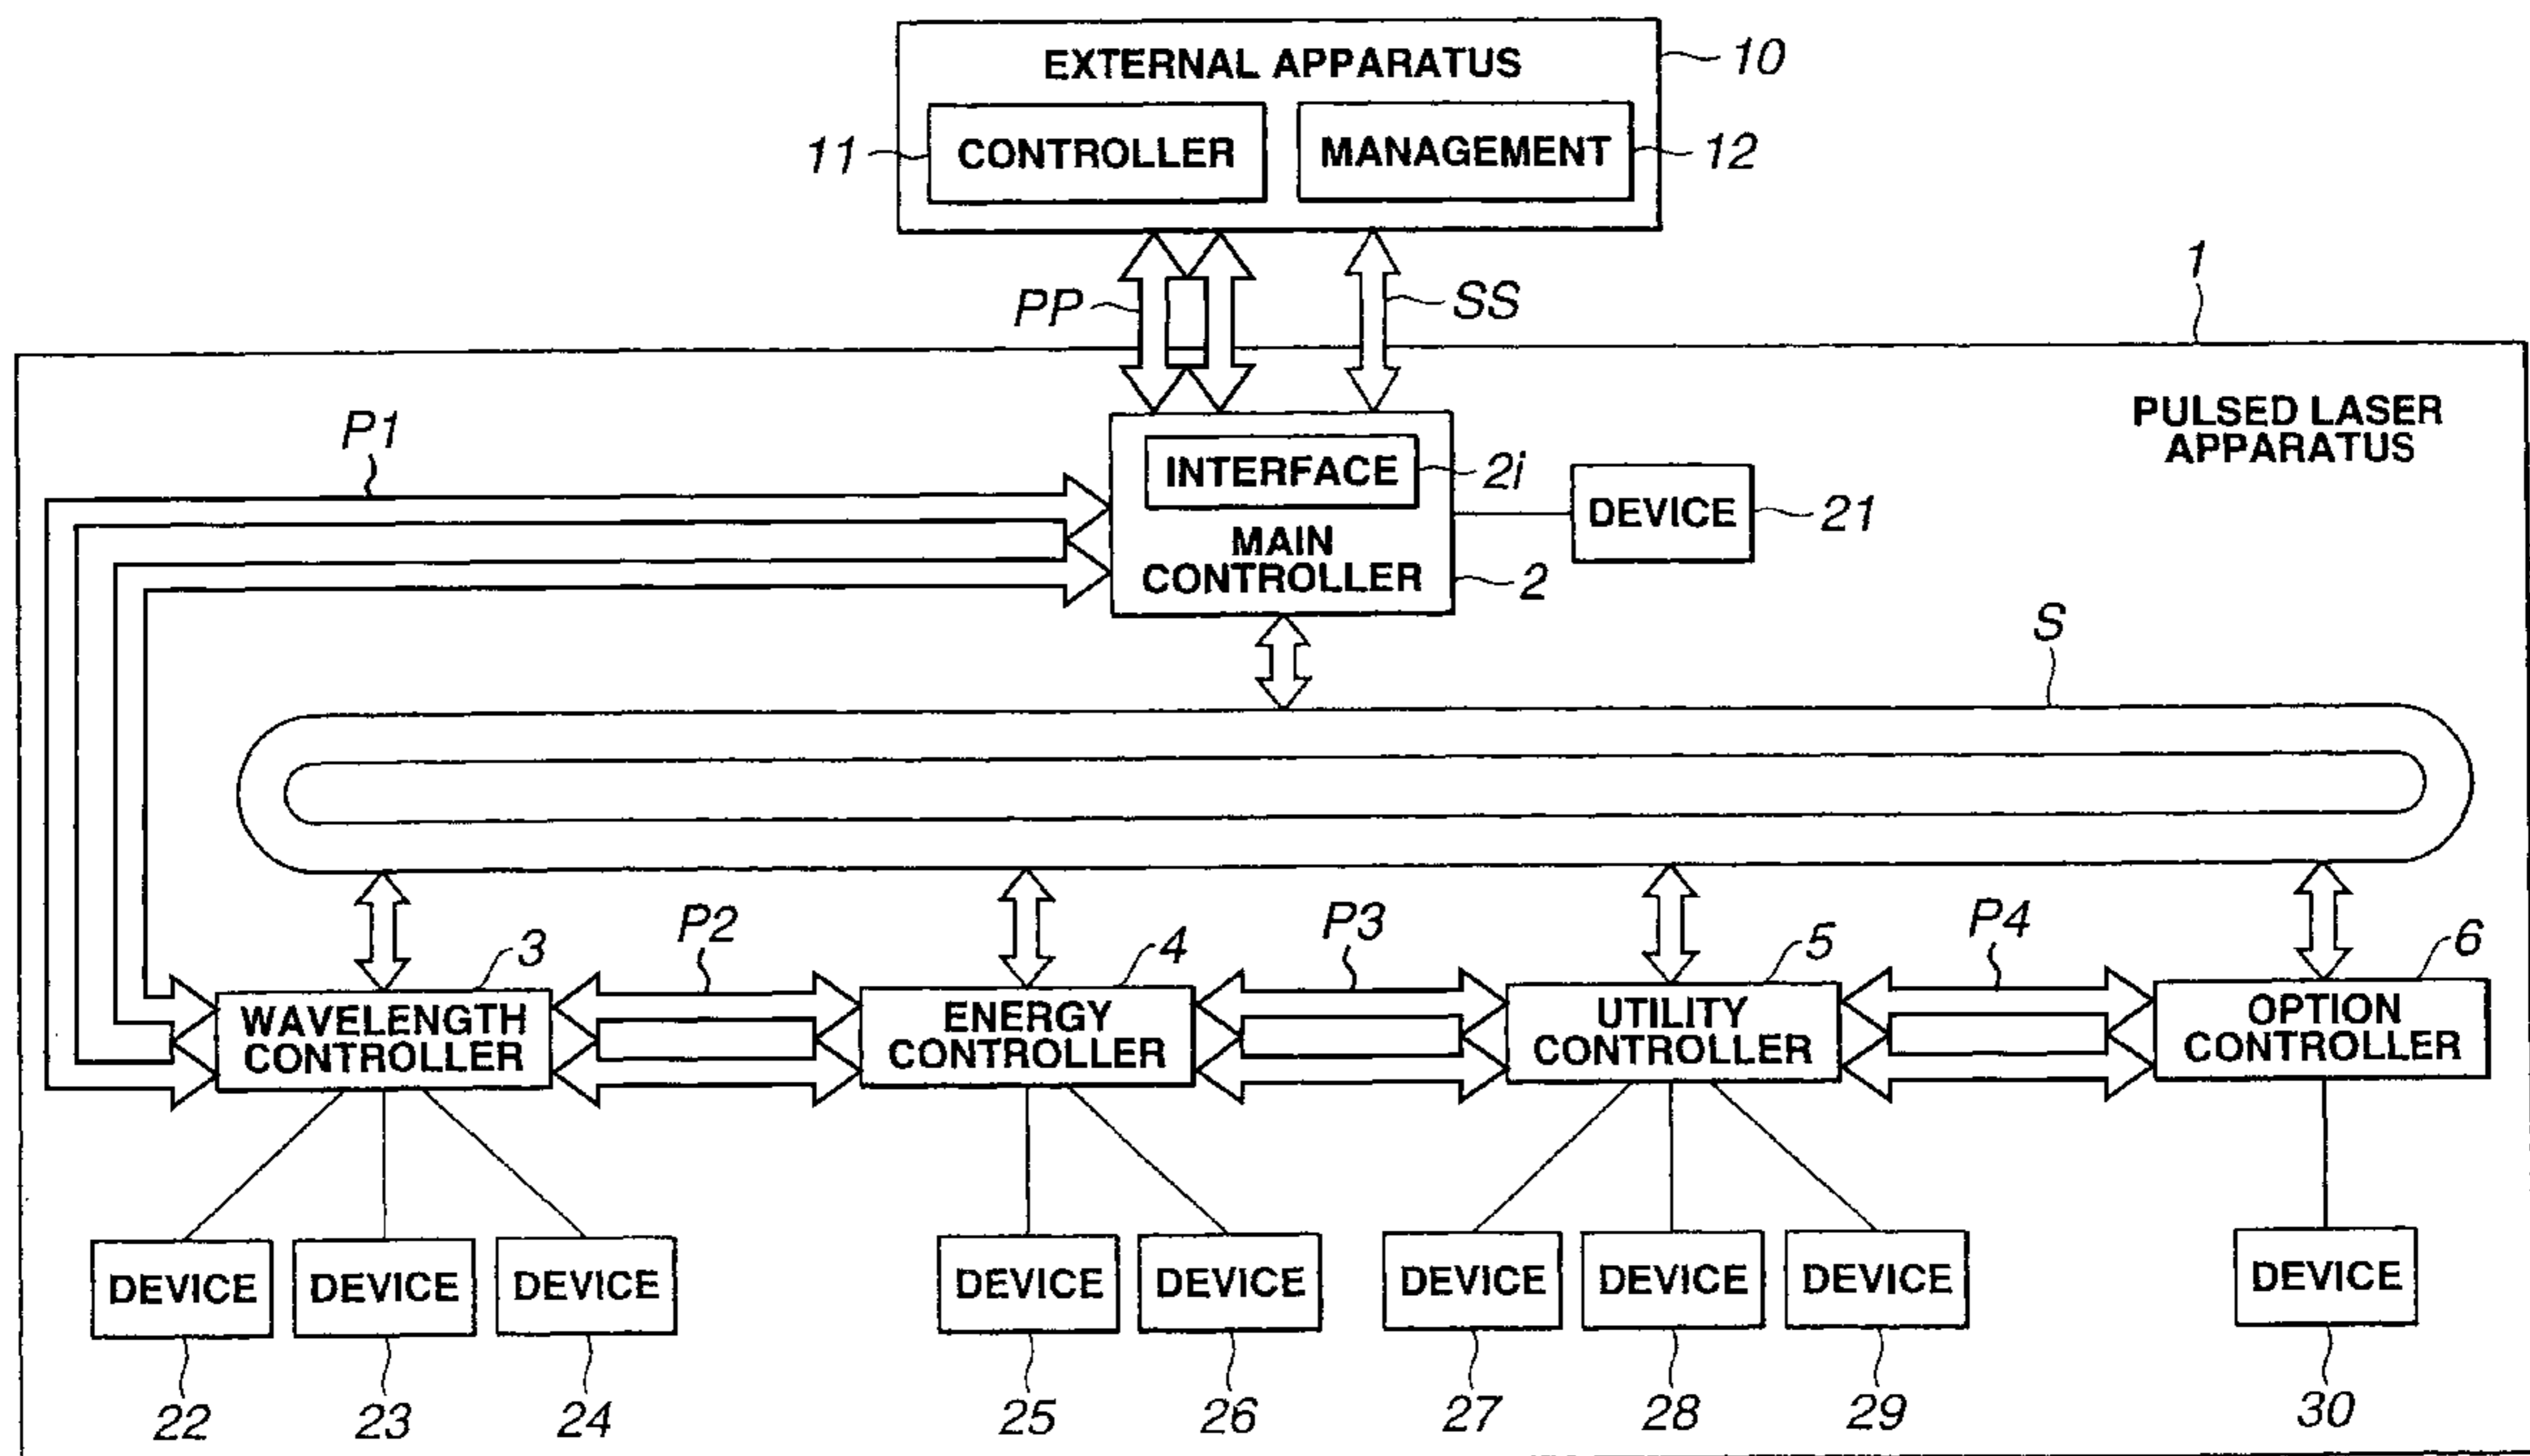 EXTERNAL APPARATUS
10
11
CONTROLLER
MANAGEMENT
12
PP
SS
1
PULSED LASER
APPARATUS
P1
INTERFACE
2i
DEVICE
21
MAIN
CONTROLLER
2
S
P2
P3
P4
3
4
5
6
WAVELENGTH
CONTROLLER
ENERGY
CONTROLLER
UTILITY
CONTROLLER
OPTION
CONTROLLER
DEVICE
DEVICE
DEVICE
DEVICE
DEVICE
DEVICE
DEVICE
DEVICE
DEVICE
22
23
24
25
26
27
28
29
30